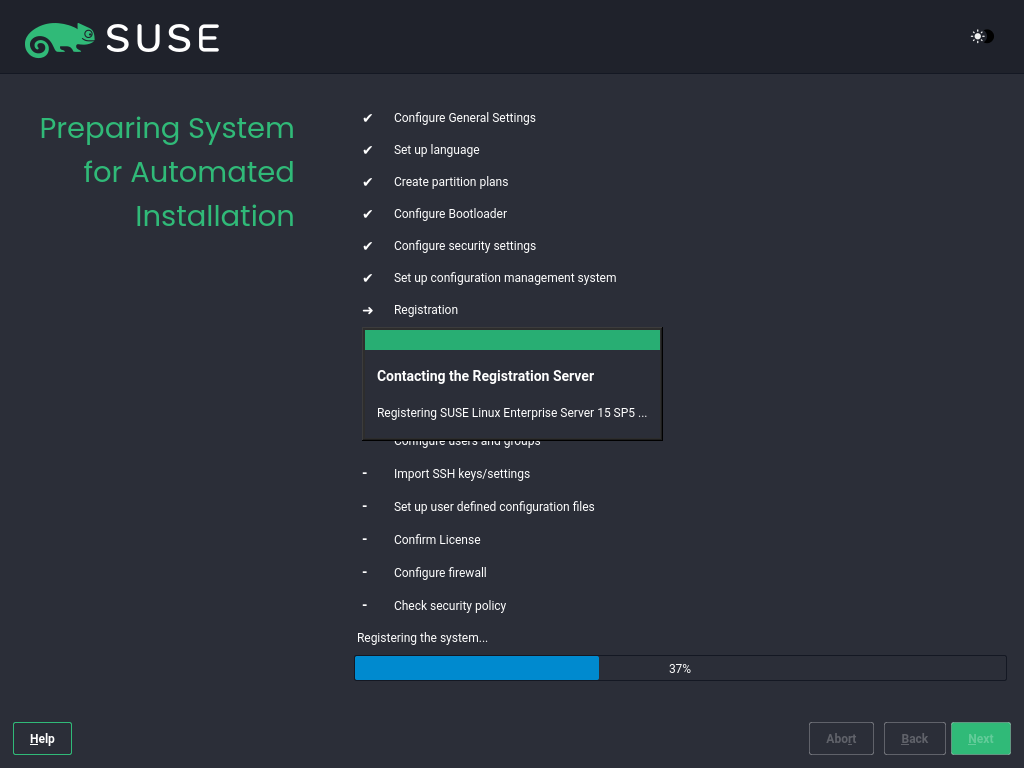 SUSE
Preparing System
for Automated
Installation
✔ Configure General Settings
✔ Set up language
✔ Create partition plans
✔ Configure Bootloader
✔ Configure security settings
✔ Set up configuration management system
➜ Registration
Contacting the Registration Server
Registering SUSE Linux Enterprise Server 15 SP5 ...
Configure users and groups
- Import SSH keys/settings
- Set up user defined configuration files
- Confirm License
- Configure firewall
- Check security policy
Registering the system...
37%
Help
Abort
Back
Next